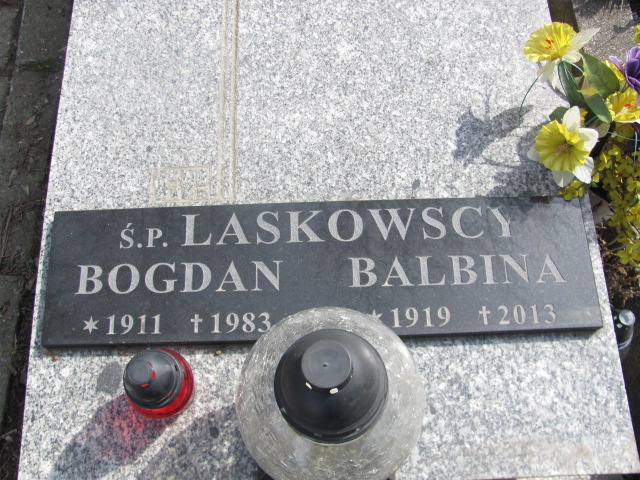 Ś.P. LASKOWSCY
BOGDAN BALBINA
*1911 †1983 *1919 †2013